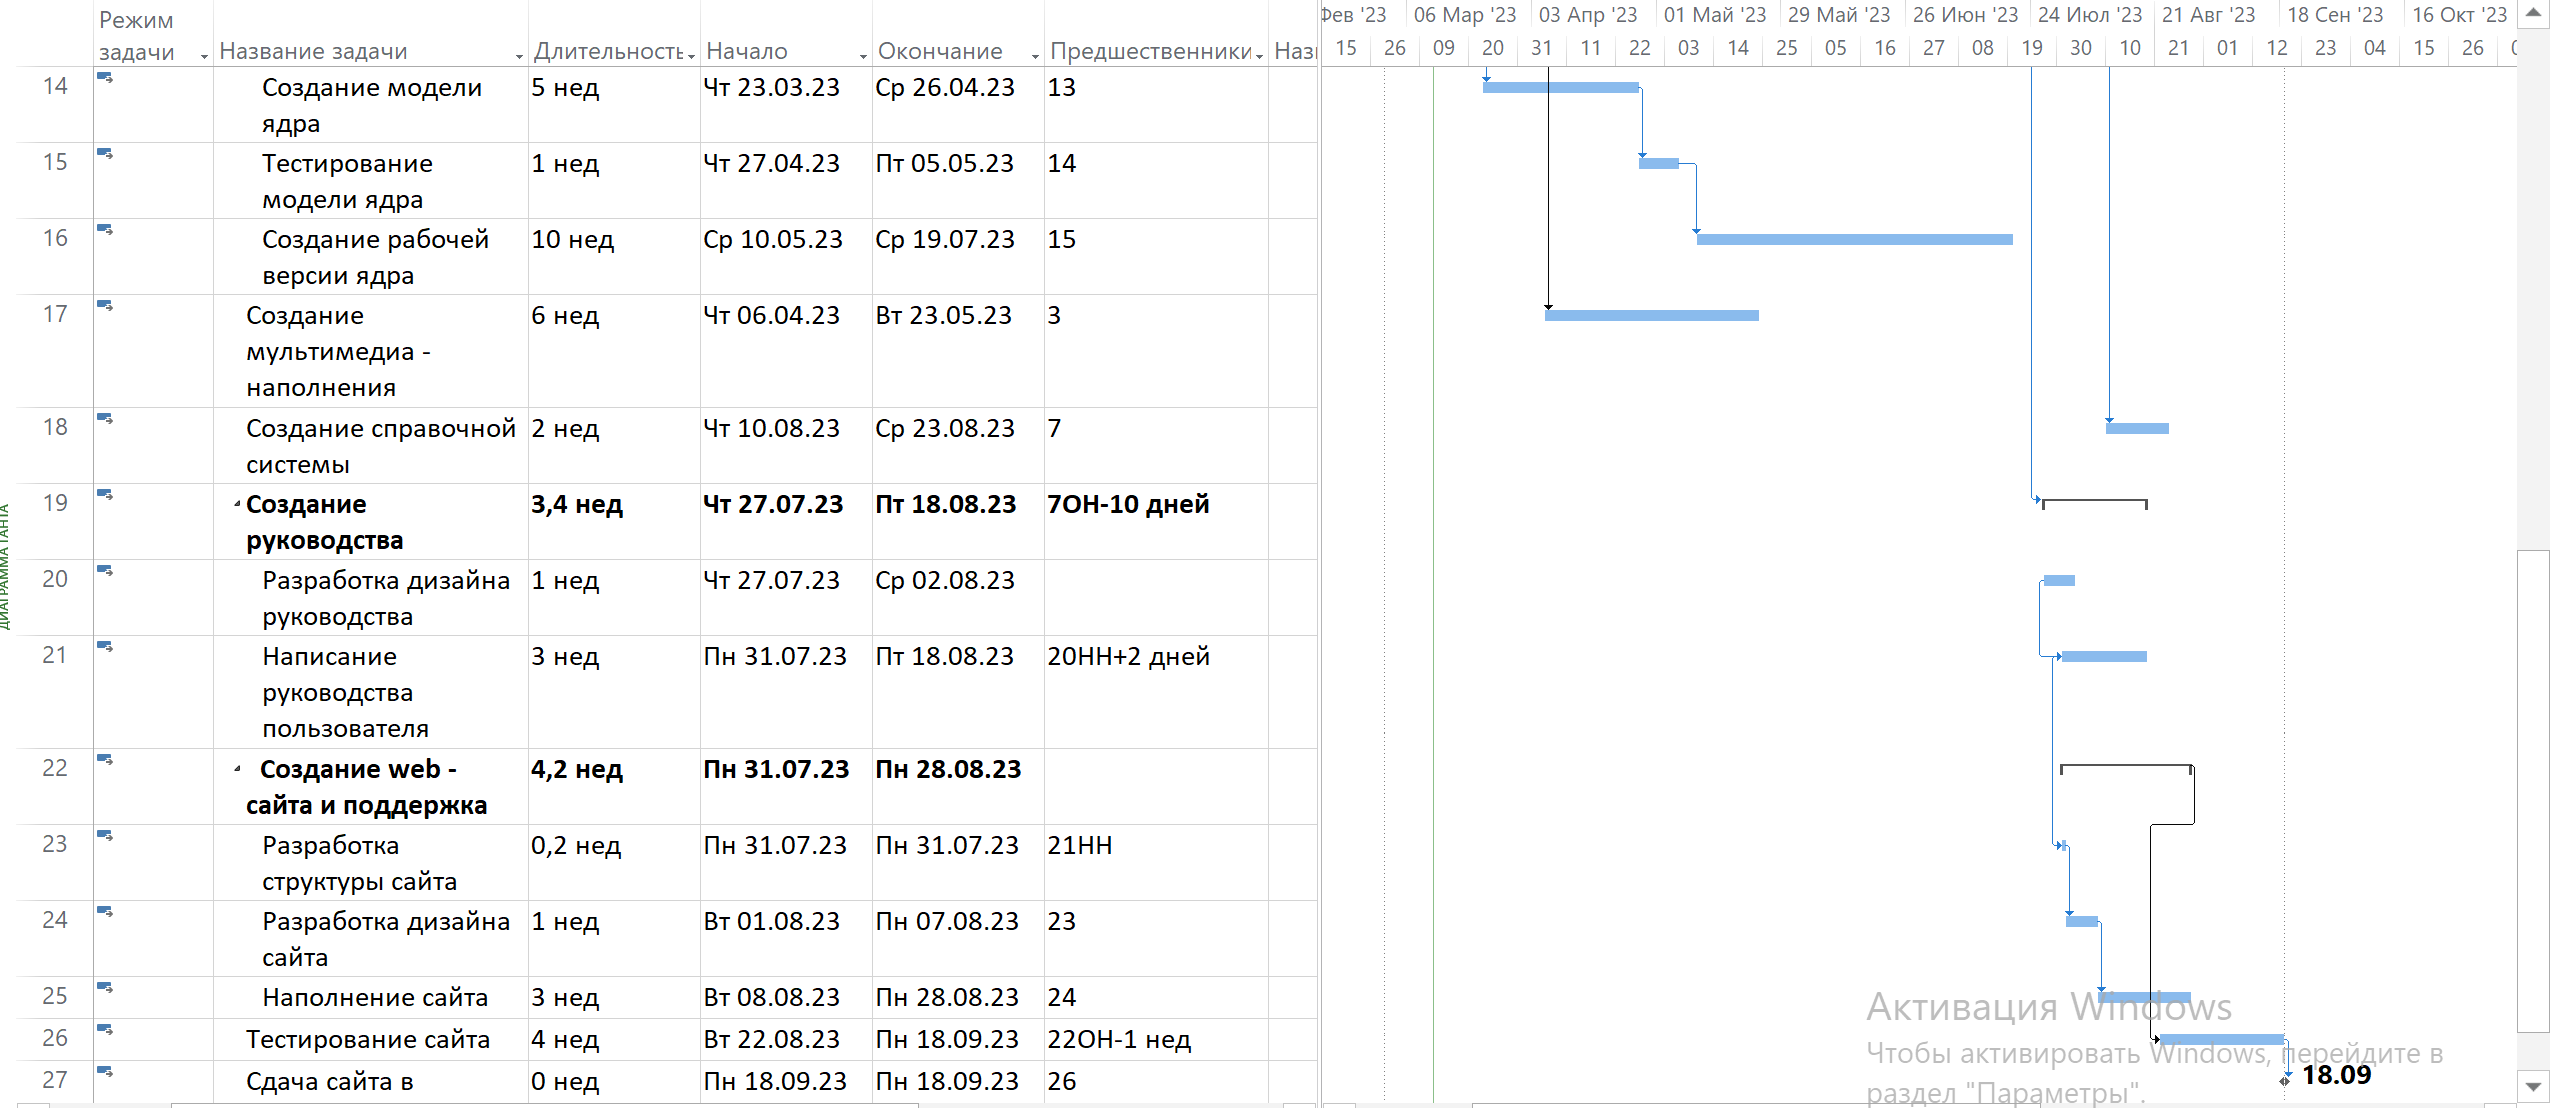 Режим задачи Название задачи Длительность Начало Окончание Предшественники Назı
Фев '23 06 Мар '23 03 Апр '23 01 Май '23 29 Май '23 26 Июн '23 24 Июл '23 21 Авг '23 18 Сен '23 16 Окт '23
15 26 09 20 31 11 22 03 14 25 05 16 27 08 19 30 10 21 01 12 23 04 15 26
14 Создание модели ядра 5 нед Чт 23.03.23 Ср 26.04.23 13
15 Тестирование модели ядра 1 нед Чт 27.04.23 Пт 05.05.23 14
16 Создание рабочей версии ядра 10 нед Ср 10.05.23 Ср 19.07.23 15
17 Создание мультимедиа - наполнения 6 нед Чт 06.04.23 Вт 23.05.23 3
18 Создание справочной системы 2 нед Чт 10.08.23 Ср 23.08.23 7
19 Создание руководства 3,4 нед Чт 27.07.23 Пт 18.08.23 7ОН-10 дней
20 Разработка дизайна руководства 1 нед Чт 27.07.23 Ср 02.08.23
21 Написание руководства пользователя 3 нед Пн 31.07.23 Пт 18.08.23 20НН+2 дней
22 Создание web - сайта и поддержка 4,2 нед Пн 31.07.23 Пн 28.08.23
23 Разработка структуры сайта 0,2 нед Пн 31.07.23 Пн 31.07.23 21НН
24 Разработка дизайна сайта 1 нед Вт 01.08.23 Пн 07.08.23 23
25 Наполнение сайта 3 нед Вт 08.08.23 Пн 28.08.23 24
26 Тестирование сайта 4 нед Вт 22.08.23 Пн 18.09.23 22ОН-1 нед
27 Сдача сайта в 0 нед Пн 18.09.23 Пн 18.09.23 26
18.09
ДИАГРАММА ГАНТА
Активация Windows
Чтобы активировать Windows, перейдите в
раздел "Параметры".